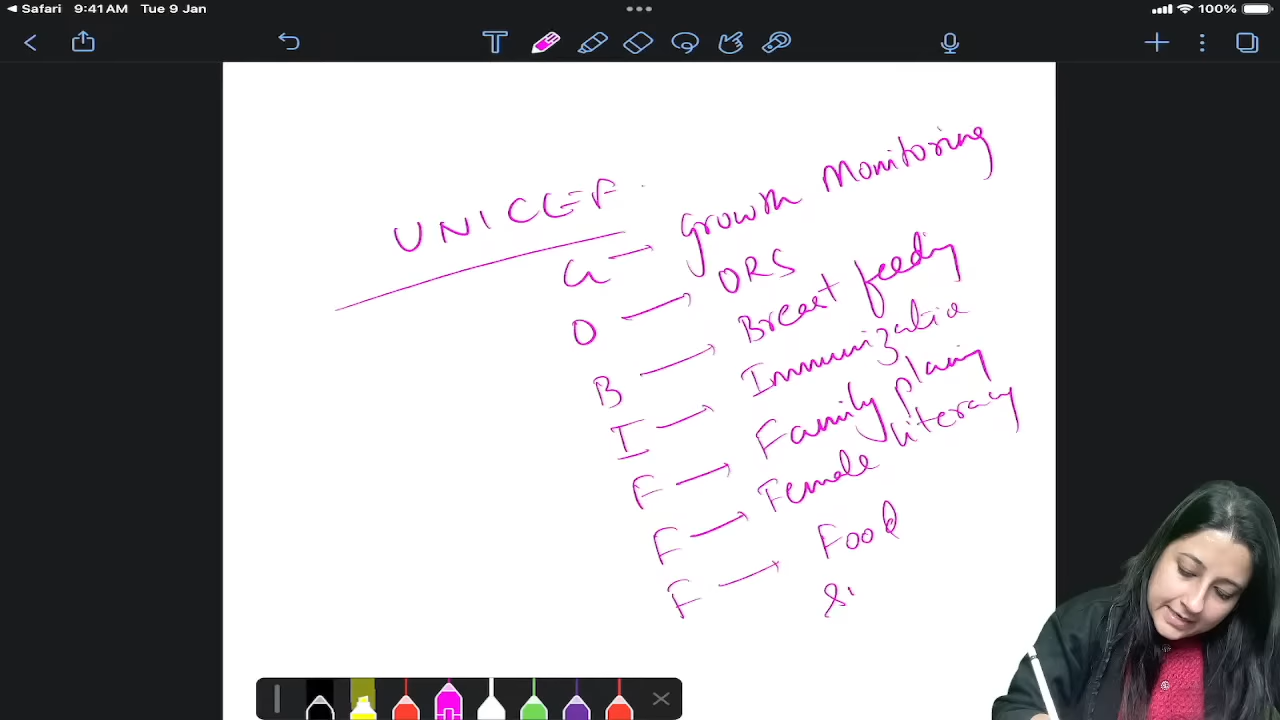 Safari 9:41 AM Tue 9 Jan 100%
UNICEF
G → Growth Monitoring
O → ORS
B → Breast feeding
I → Immunization
F → Family planing
F → Female literacy
F → Food